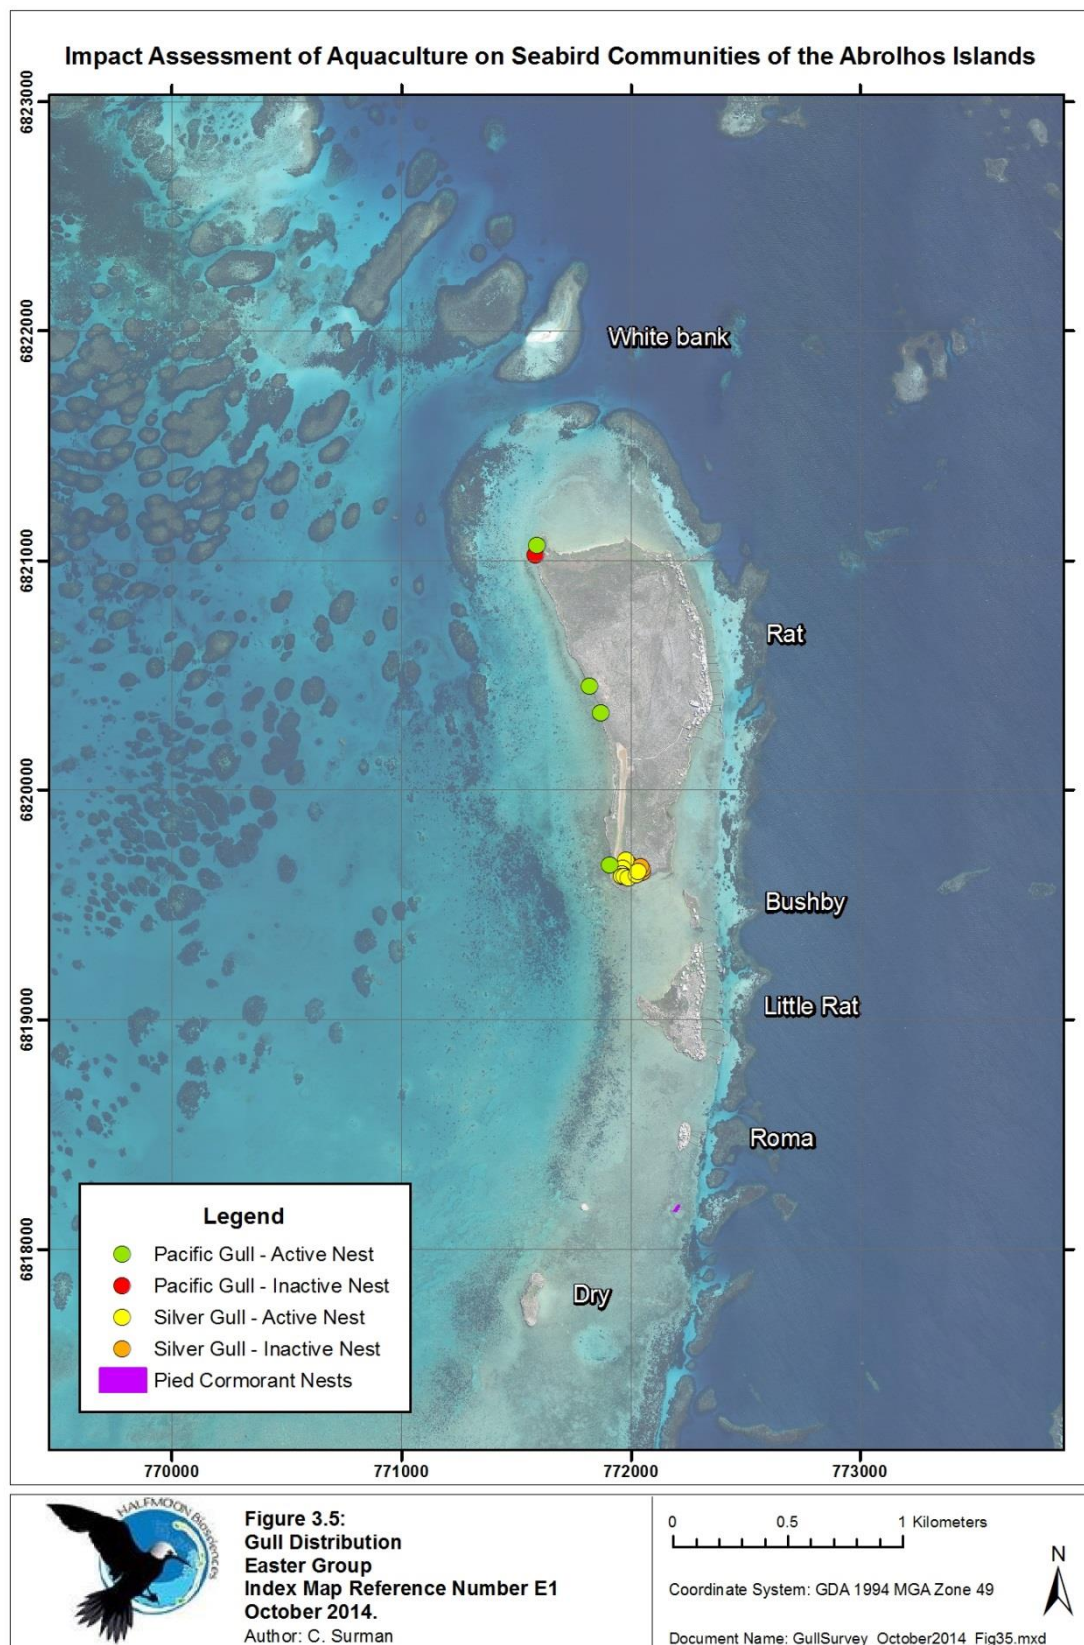 Impact Assessment of Aquaculture on Seabird Communities of the Abrolhos Islands
6823000
6822000
6821000
6820000
6819000
6818000
White bank
Rat
Bushby
Little Rat
Roma
Dry
Legend
Pacific Gull - Active Nest
Pacific Gull - Inactive Nest
Silver Gull - Active Nest
Silver Gull - Inactive Nest
Pied Cormorant Nests
770000
771000
772000
773000
HALFMOON Biosciences
Figure 3.5:
Gull Distribution
Easter Group
Index Map Reference Number E1
October 2014.
Author: C. Surman
0 0.5 1 Kilometers
Coordinate System: GDA 1994 MGA Zone 49
N
Document Name: GullSurvey_October2014_Fig35.mxd